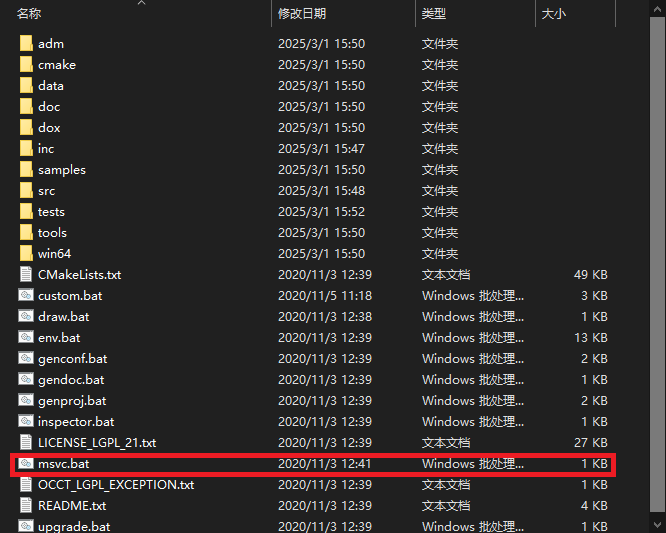 名称 修改日期 类型 大小
adm 2025/3/1 15:50 文件夹
cmake 2025/3/1 15:50 文件夹
data 2025/3/1 15:50 文件夹
doc 2025/3/1 15:50 文件夹
dox 2025/3/1 15:50 文件夹
inc 2025/3/1 15:47 文件夹
samples 2025/3/1 15:50 文件夹
src 2025/3/1 15:48 文件夹
tests 2025/3/1 15:52 文件夹
tools 2025/3/1 15:50 文件夹
win64 2025/3/1 15:50 文件夹
CMakeLists.txt 2020/11/3 12:39 文本文档 49 KB
custom.bat 2020/11/5 11:18 Windows 批处理... 3 KB
draw.bat 2020/11/3 12:38 Windows 批处理... 1 KB
env.bat 2020/11/3 12:39 Windows 批处理... 13 KB
genconf.bat 2020/11/3 12:39 Windows 批处理... 2 KB
gendoc.bat 2020/11/3 12:39 Windows 批处理... 1 KB
genproj.bat 2020/11/3 12:39 Windows 批处理... 2 KB
inspector.bat 2020/11/3 12:39 Windows 批处理... 1 KB
LICENSE_LGPL_21.txt 2020/11/3 12:39 文本文档 27 KB
msvc.bat 2020/11/3 12:41 Windows 批处理... 1 KB
OCCT_LGPL_EXCEPTION.txt 2020/11/3 12:39 文本文档 1 KB
README.txt 2020/11/3 12:39 文本文档 4 KB
upgrade.bat 2020/11/3 12:39 Windows 批处理... 1 KB